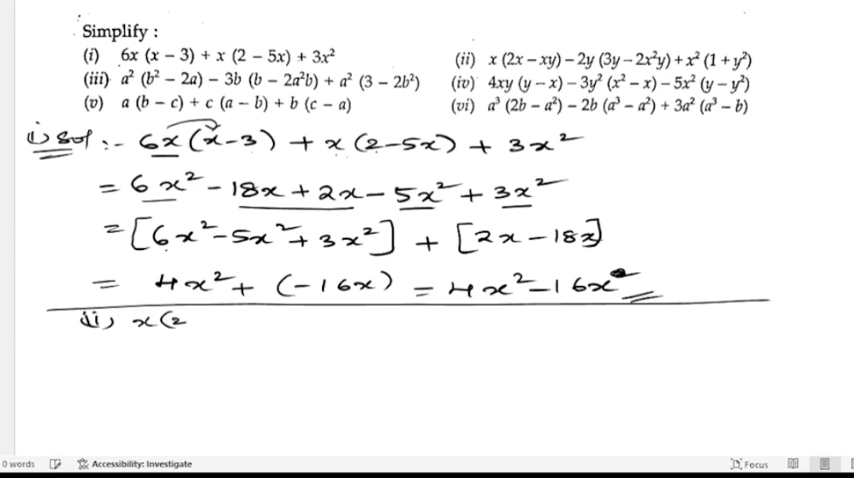 Simplify :
(i) 6x (x – 3) + x (2 – 5x) + 3x² (ii) x (2x – xy) – 2y (3y – 2x²y) + x² (1 + y²)
(iii) a² (b² – 2a) – 3b (b – 2a²b) + a² (3 – 2b²) (iv) 4xy (y – x) – 3y² (x² – x) – 5x² (y – y²)
(v) a (b – c) + c (a – b) + b (c – a) (vi) a³ (2b – a²) – 2b (a³ – a²) + 3a² (a³ – b)
i) Sol :- 6x(x-3) + x(2-5x) + 3x²
= 6x² - 18x + 2x - 5x² + 3x²
= [6x² - 5x² + 3x²] + [2x - 18x]
= 4x² + (-16x) = 4x² - 16x
ii) x(2
0 words Accessibility: Investigate Focus